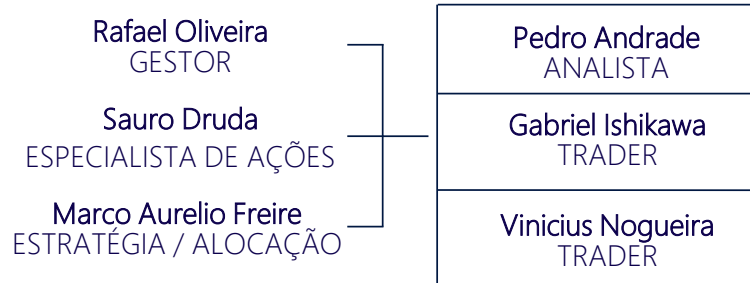 Rafael Oliveira
GESTOR
Sauro Druda
ESPECIALISTA DE AÇÕES
Marco Aurelio Freire
ESTRATÉGIA / ALOCAÇÃO
Pedro Andrade
ANALISTA
Gabriel Ishikawa
TRADER
Vinicius Nogueira
TRADER